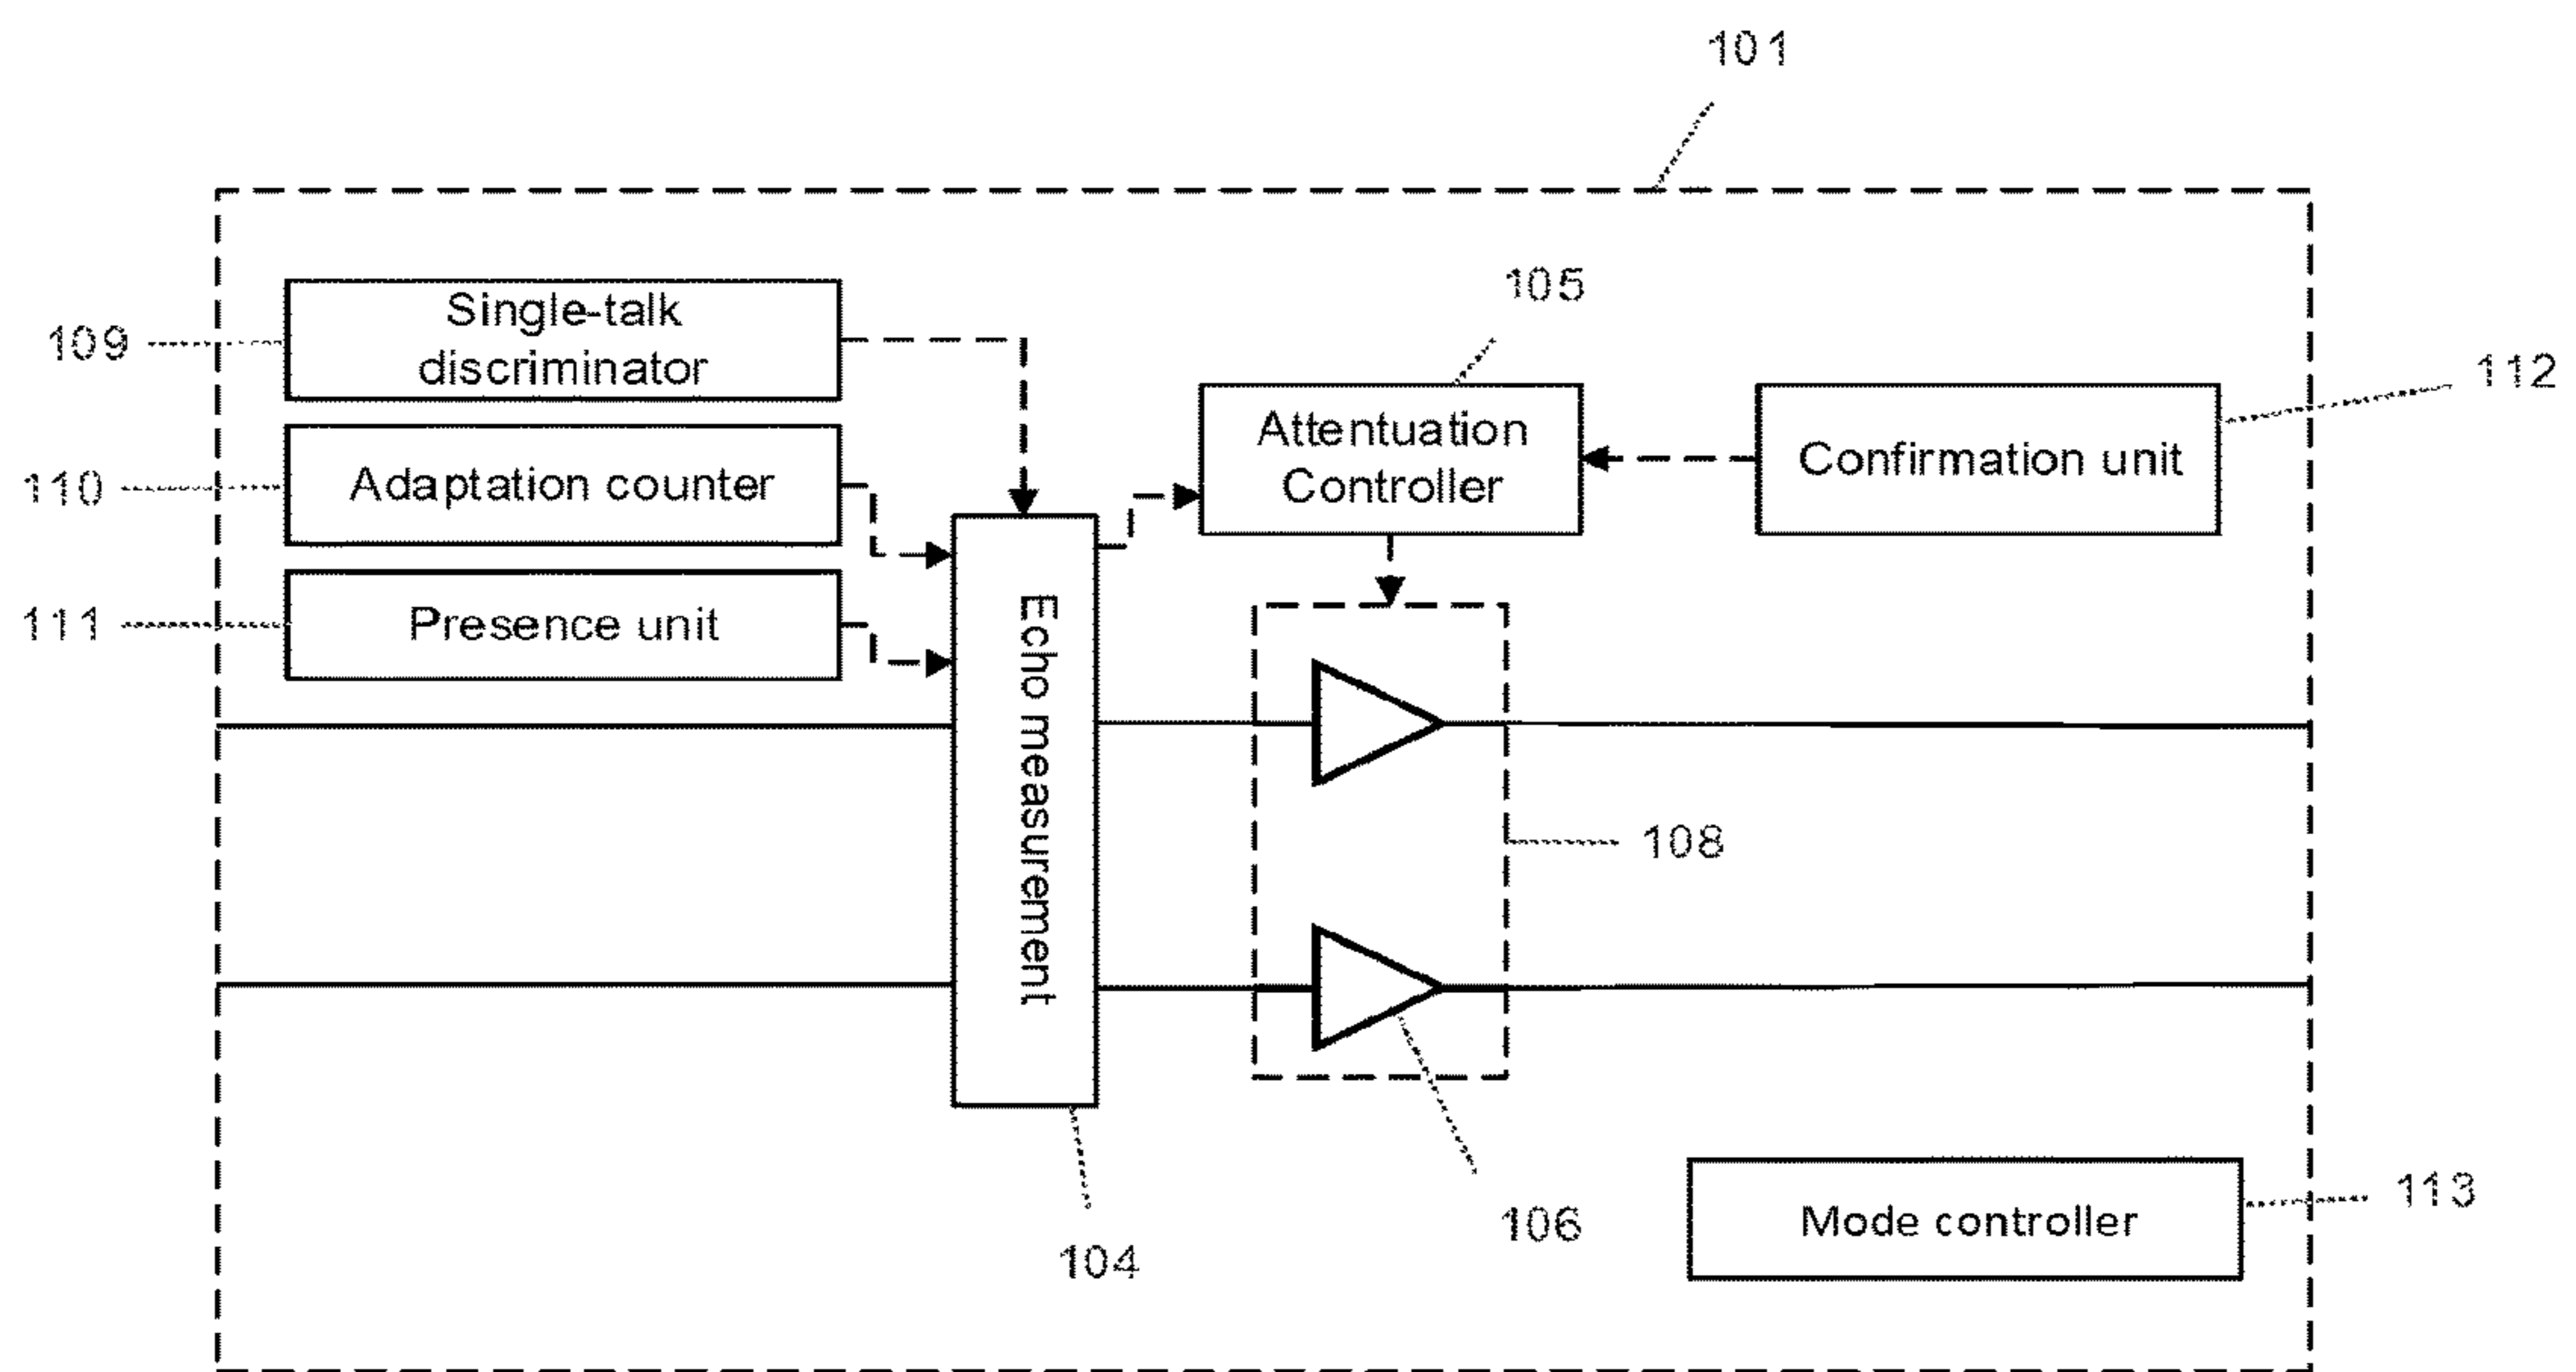 101
109
Single-talk
discriminator
105
112
Attentuation
Controller
Confirmation unit
110
Adaptation counter
111
Presence unit
Echo measurement
108
106
104
113
Mode controller